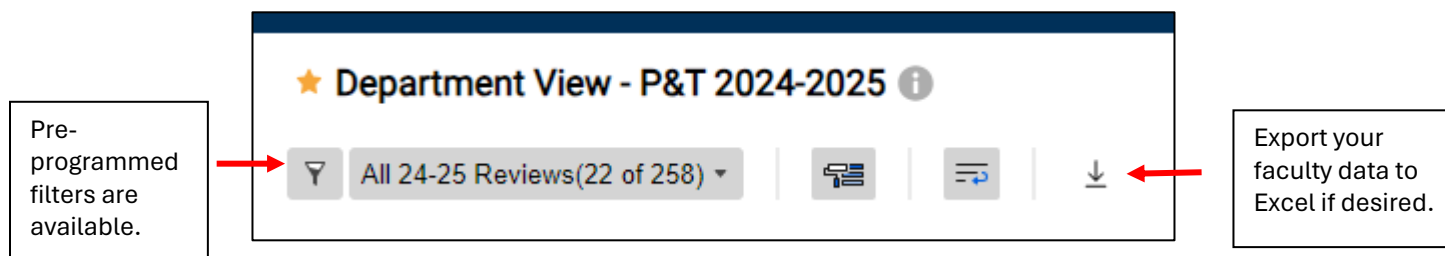 Department View - P&T 2024-2025
Pre-
programmed
filters are
available.
All 24-25 Reviews(22 of 258)
Export your
faculty data to
Excel if desired.